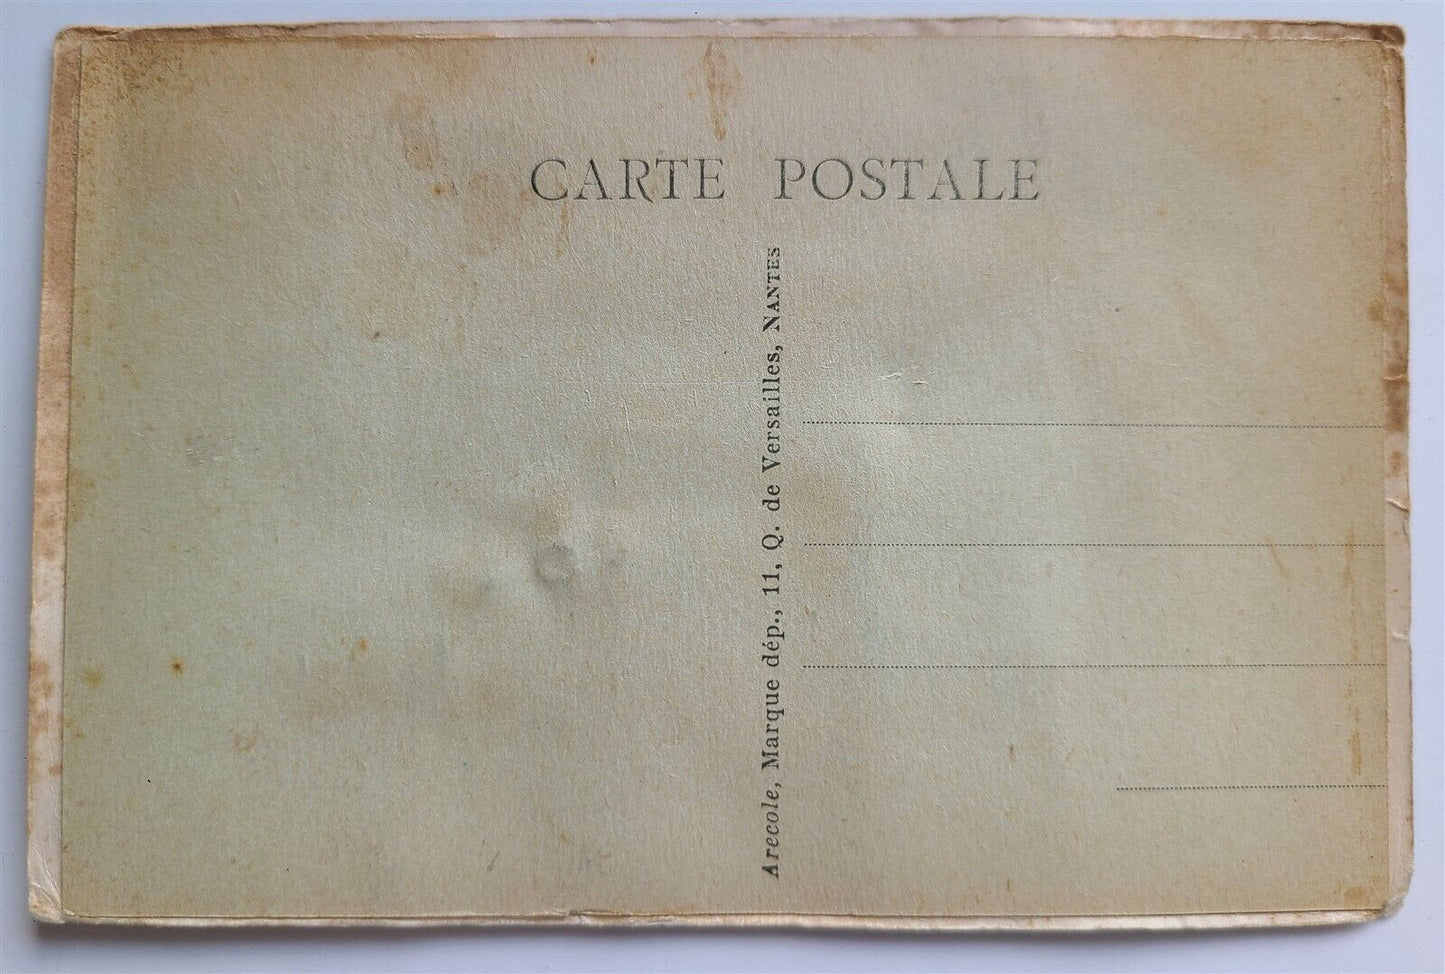 CARTE POSTALE
Arecole, Marque dép., 11, Q. de Versailles, NANTES